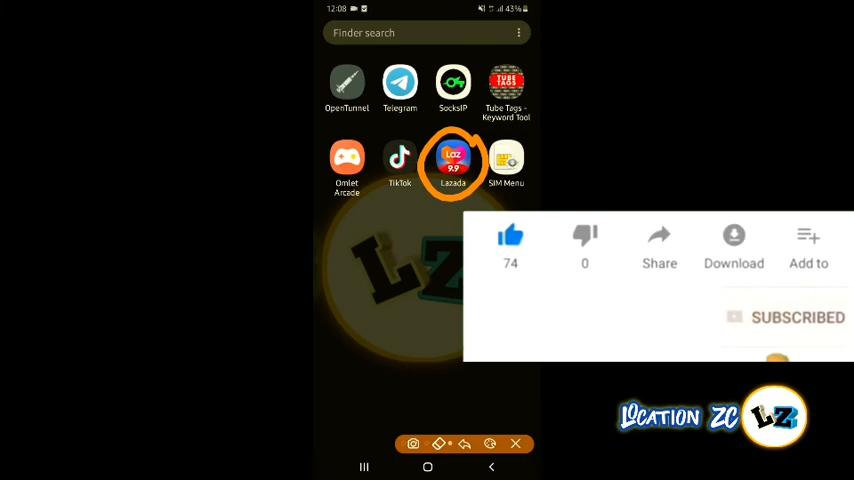 12:08
43%
Finder search
OpenTunnel
Telegram
SocksIP
Tube Tags -
Keyword Tool
TUBE
TAGS
Omlet
Arcade
TikTok
Laz
9.9
Lazada
SIM Menu
LZ
74
0
Share
Download
Add to
SUBSCRIBED
LOCATION ZC
LZ